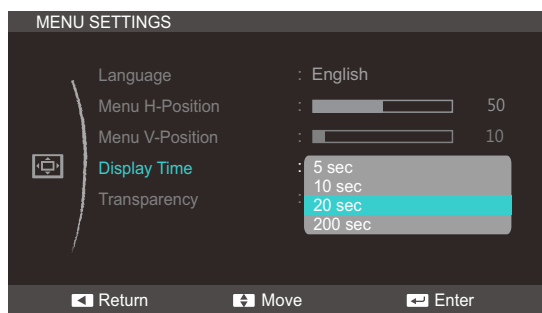 MENU SETTINGS
Language : English
Menu H-Position : 50
Menu V-Position : 10
Display Time : 5 sec
10 sec
20 sec
Transparency :
200 sec
Return Move Enter